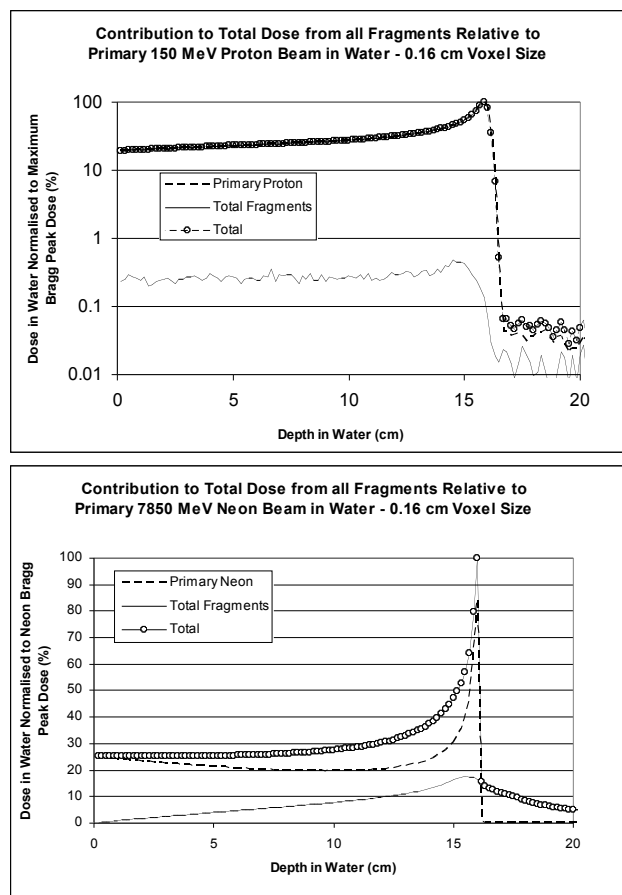 Contribution to Total Dose from all Fragments Relative to
Primary 150 MeV Proton Beam in Water - 0.16 cm Voxel Size
Dose in Water Normalised to Maximum
Bragg Peak Dose (%)
100
10
1
0.1
0.01
Primary Proton
Total Fragments
Total
0 5 10 15 20
Depth in Water (cm)
Contribution to Total Dose from all Fragments Relative to
Primary 7850 MeV Neon Beam in Water - 0.16 cm Voxel Size
Dose in Water Normalised to Neon Bragg
Peak Dose (%)
100
90
80
70
60
50
40
30
20
10
0
Primary Neon
Total Fragments
Total
0 5 10 15 20
Depth in Water (cm)